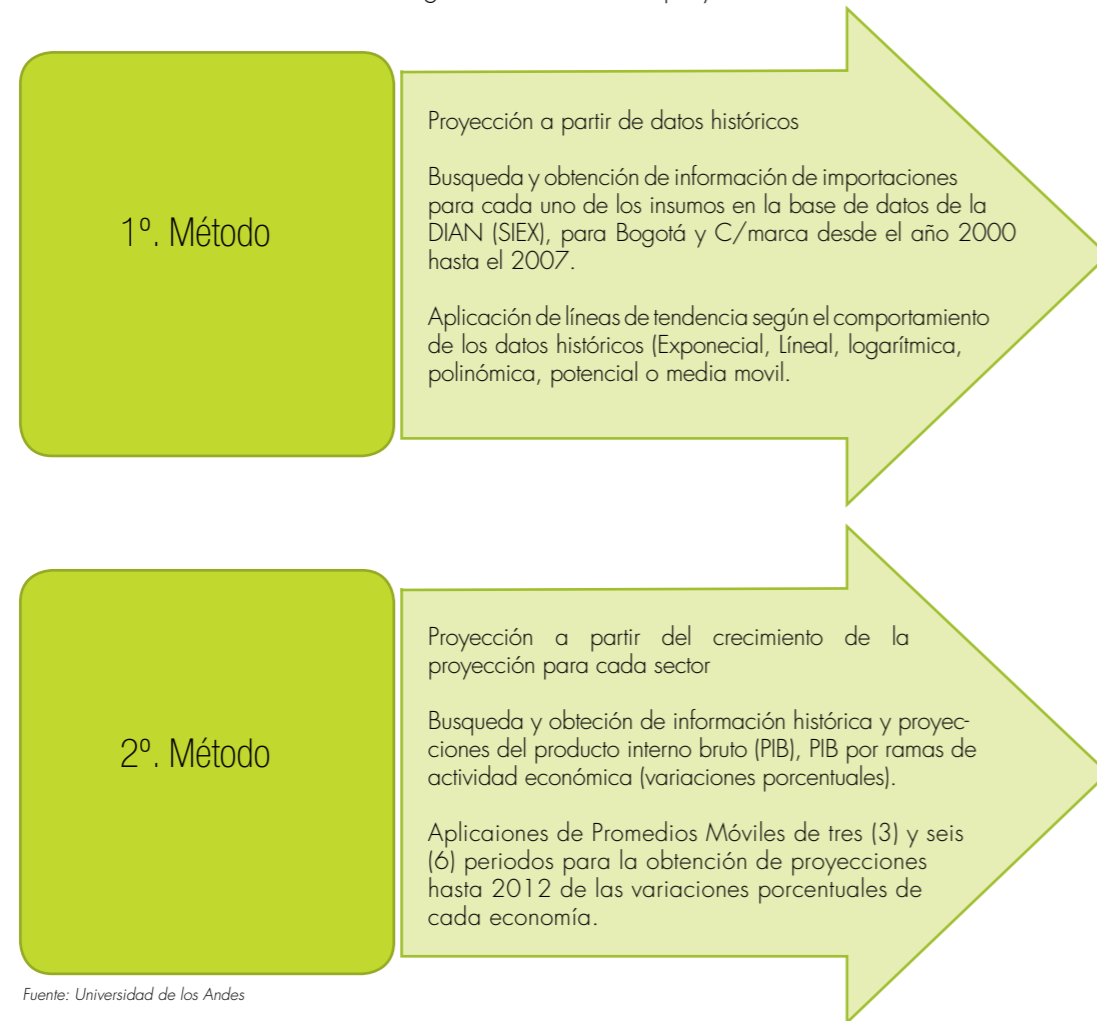 1º. Método
Proyección a partir de datos históricos
Busqueda y obtención de información de importaciones
para cada uno de los insumos en la base de datos de la
DIAN (SIEX), para Bogotá y C/marca desde el año 2000
hasta el 2007.
Aplicación de líneas de tendencia según el comportamiento
de los datos históricos (Exponecial, Líneal, logarítmica,
polinómica, potencial o media movil.
2º. Método
Proyección a partir del crecimiento de la
proyección para cada sector
Busqueda y obteción de información histórica y proyec-
ciones del producto interno bruto (PIB), PIB por ramas de
actividad económica (variaciones porcentuales).
Aplicaiones de Promedios Móviles de tres (3) y seis
(6) periodos para la obtención de proyecciones
hasta 2012 de las variaciones porcentuales de
cada economía.
Fuente: Universidad de los Andes